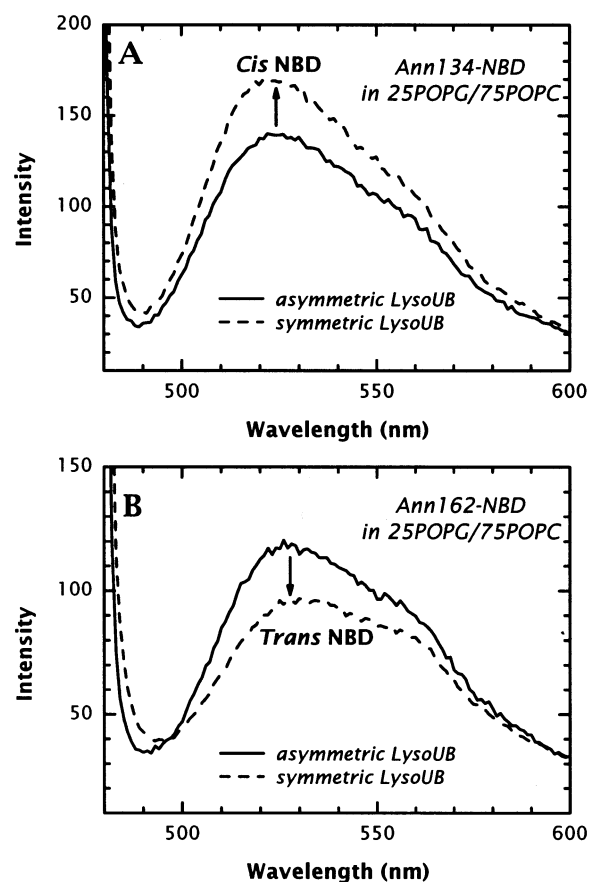 A
200
150
100
50
Intensity
Cis NBD
Ann134-NBD
in 25POPG/75POPC
asymmetric LysoUB
symmetric LysoUB
500
550
600
Wavelength (nm)
B
150
100
50
Intensity
Ann162-NBD
in 25POPG/75POPC
Trans NBD
asymmetric LysoUB
symmetric LysoUB
500
550
600
Wavelength (nm)